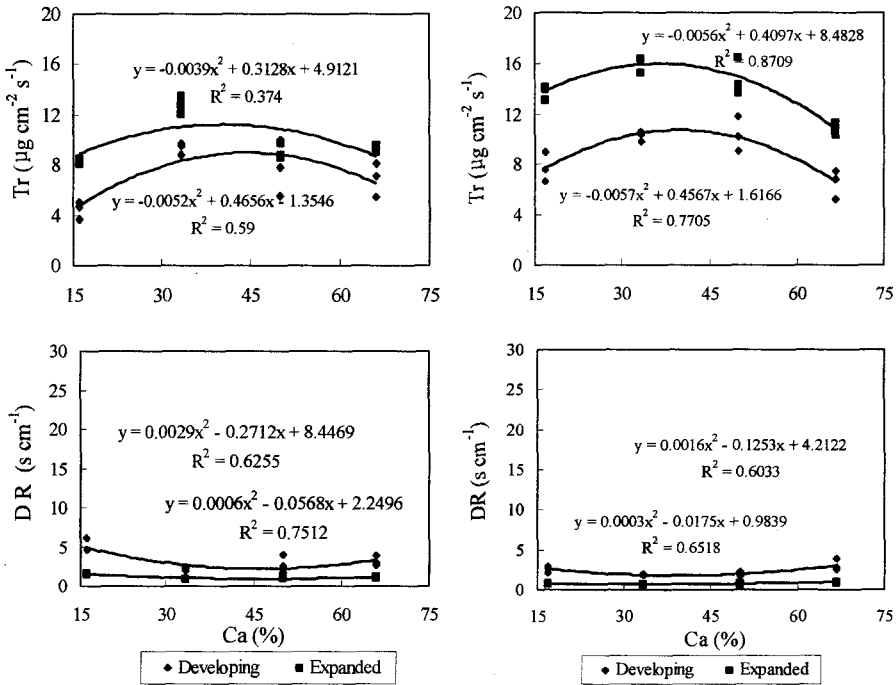 20
16
12
8
4
0
Tr (µg cm-2 s-1)
y = -0.0039x2 + 0.3128x + 4.9121
R2 = 0.374
y = -0.0052x2 + 0.4656x - 1.3546
R2 = 0.59
15 30 45 60 75
20
16
12
8
4
0
Tr (µg cm-2 s-1)
y = -0.0056x2 + 0.4097x + 8.4828
R2 = 0.8709
y = -0.0057x2 + 0.4567x + 1.6166
R2 = 0.7705
15 30 45 60 75
30
25
20
15
10
5
0
DR (s cm-1)
y = 0.0029x2 - 0.2712x + 8.4469
R2 = 0.6255
y = 0.0006x2 - 0.0568x + 2.2496
R2 = 0.7512
15 30 45 60 75
Ca (%)
Developing Expanded
30
25
20
15
10
5
0
DR (s cm-1)
y = 0.0016x2 - 0.1253x + 4.2122
R2 = 0.6033
y = 0.0003x2 - 0.0175x + 0.9839
R2 = 0.6518
15 30 45 60 75
Ca (%)
Developing Expanded